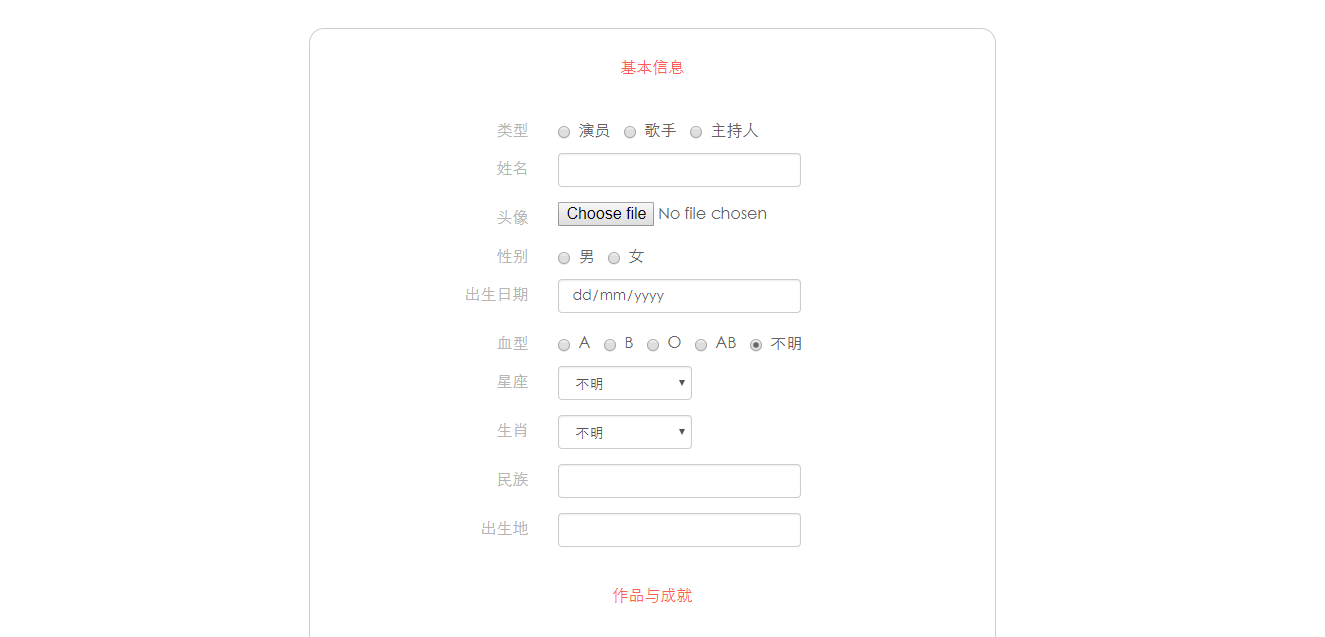 基本信息
类型 演员 歌手 主持人
姓名
头像 Choose file No file chosen
性别 男 女
出生日期 dd/mm/yyyy
血型 A B O AB 不明
星座 不明
生肖 不明
民族
出生地
作品与成就